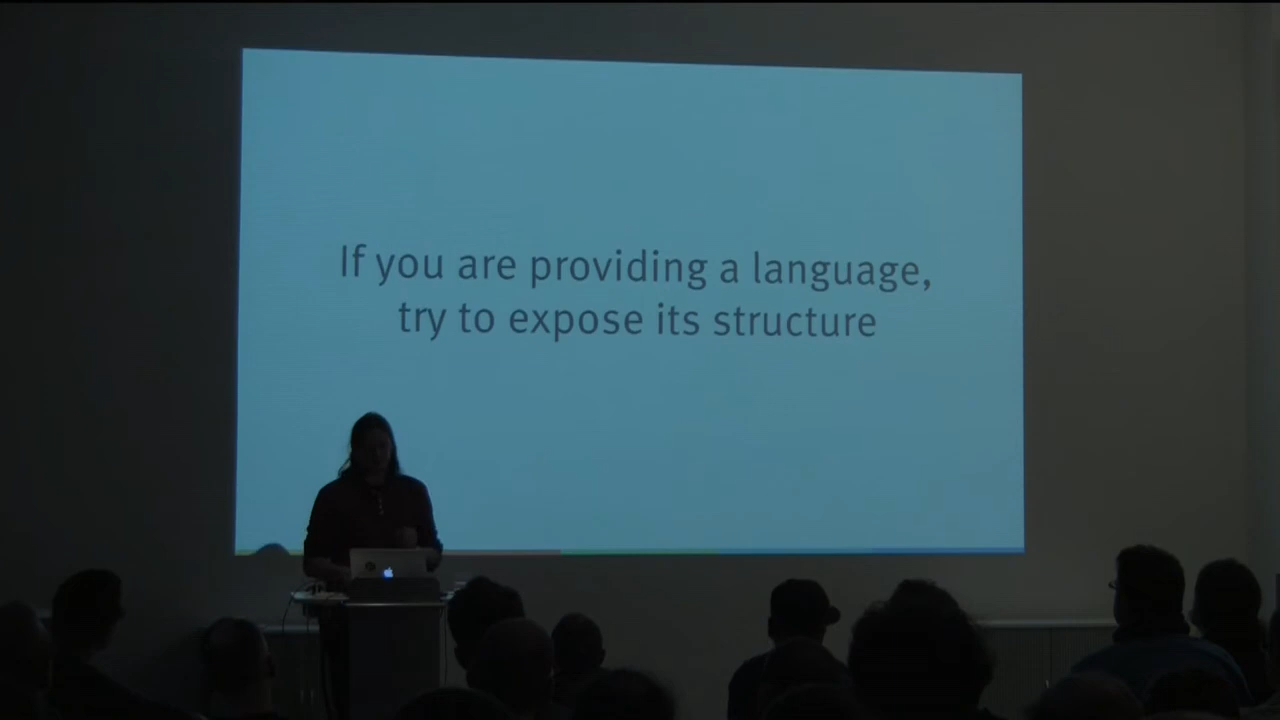 If you are providing a language,
try to expose its structure